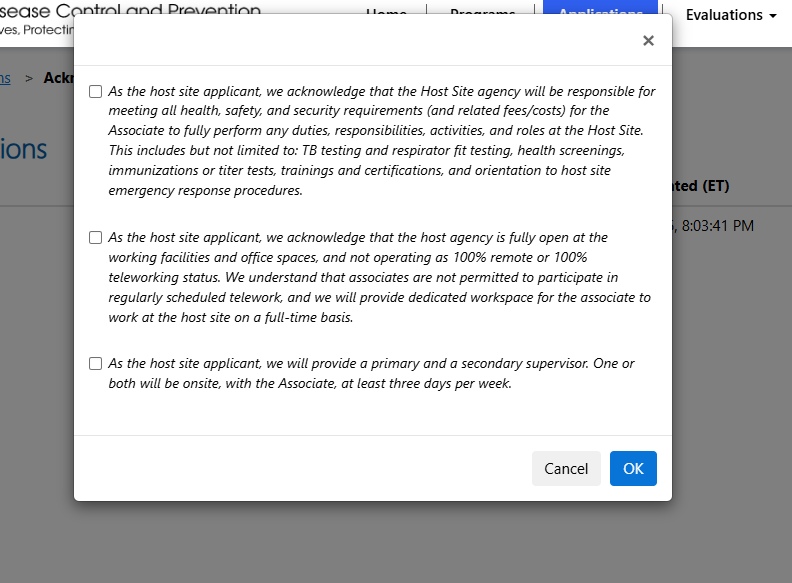 sease Control and Prevention
ves, Protectin
Home
Programs
Applications
Evaluations
ns > Ackn
ions
ated (ET)
, 8:03:41 PM
×
As the host site applicant, we acknowledge that the Host Site agency will be responsible for
meeting all health, safety, and security requirements (and related fees/costs) for the
Associate to fully perform any duties, responsibilities, activities, and roles at the Host Site.
This includes but not limited to: TB testing and respirator fit testing, health screenings,
immunizations or titer tests, trainings and certifications, and orientation to host site
emergency response procedures.
As the host site applicant, we acknowledge that the host agency is fully open at the
working facilities and office spaces, and not operating as 100% remote or 100%
teleworking status. We understand that associates are not permitted to participate in
regularly scheduled telework, and we will provide dedicated workspace for the associate to
work at the host site on a full-time basis.
As the host site applicant, we will provide a primary and a secondary supervisor. One or
both will be onsite, with the Associate, at least three days per week.
Cancel
OK